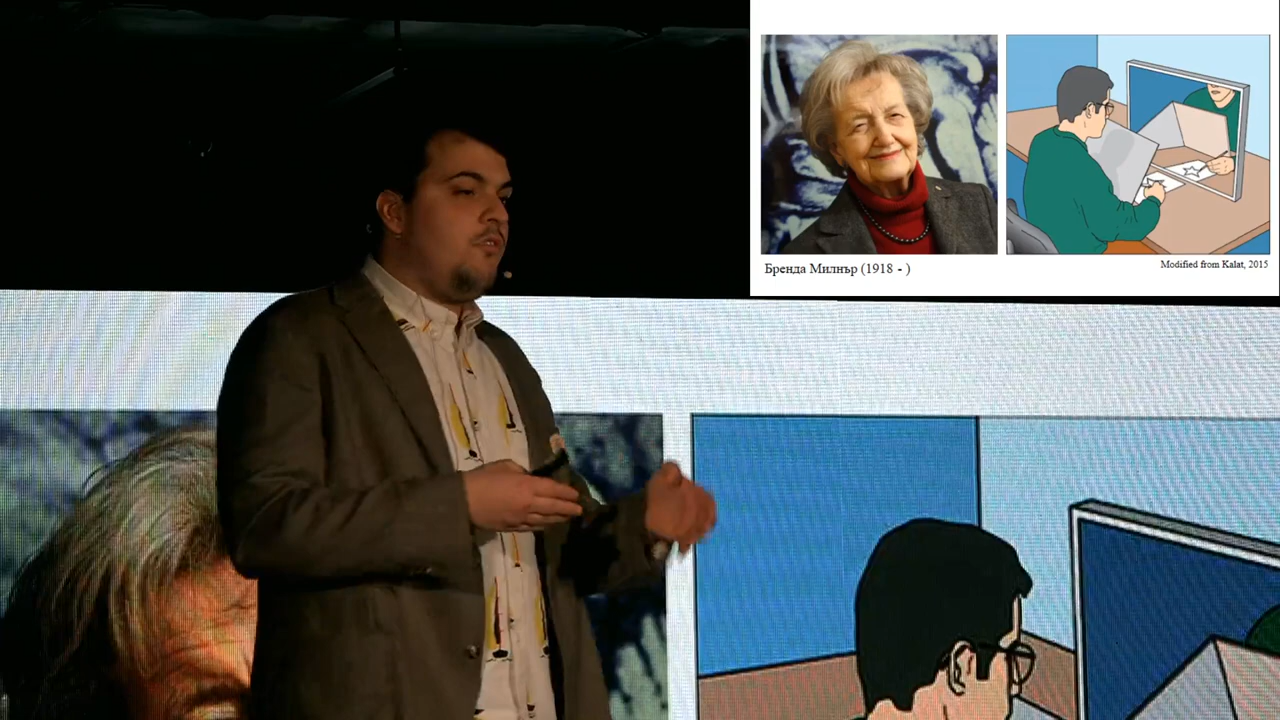 Бренда Милнър (1918 - )
Modified from Kalat, 2015